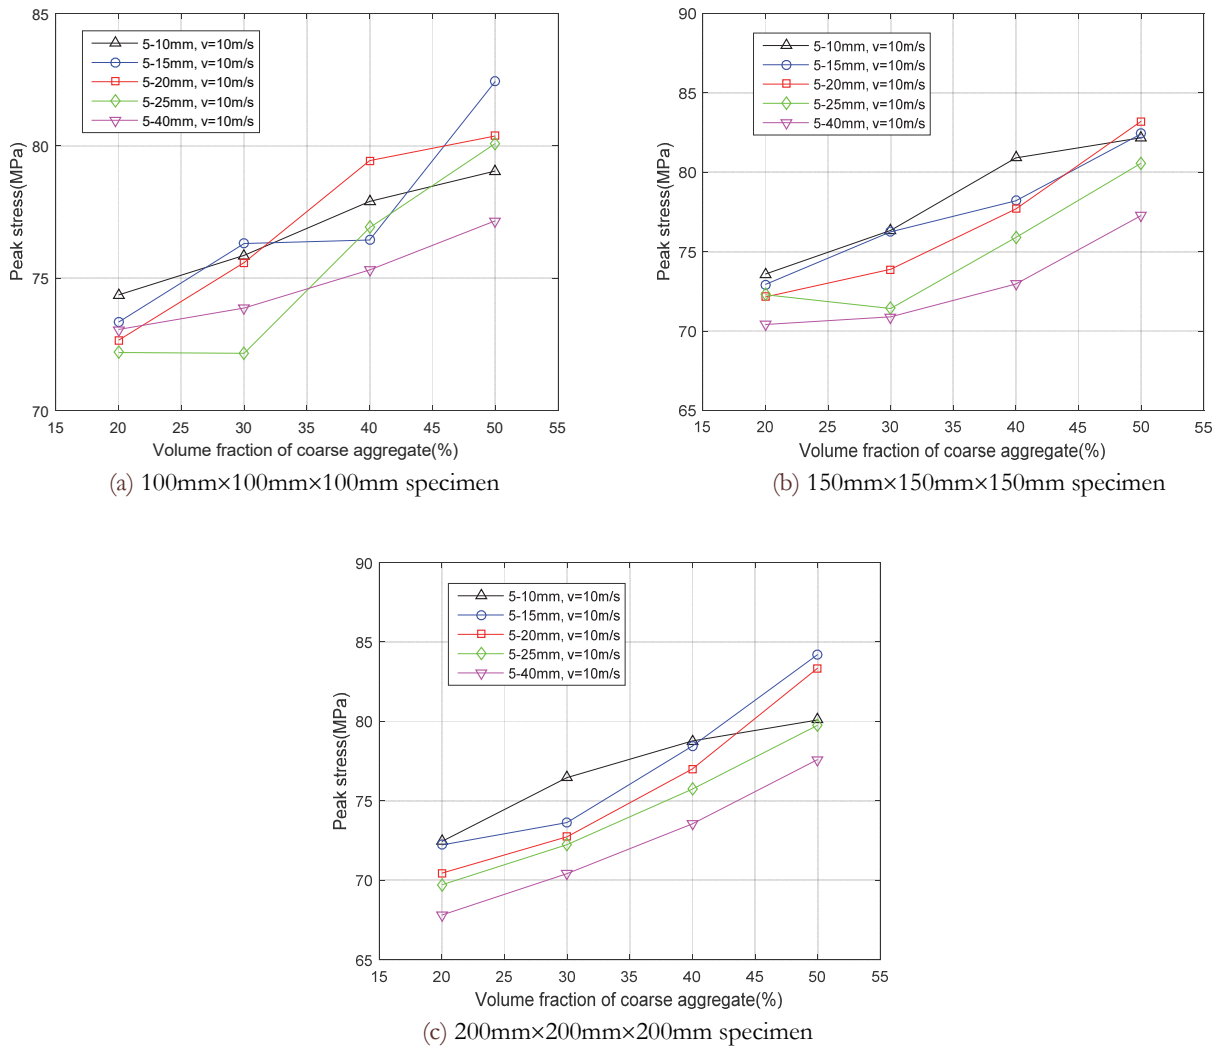 85
80
75
70
Peak stress(MPa)
5-10mm, v=10m/s
5-15mm, v=10m/s
5-20mm, v=10m/s
5-25mm, v=10m/s
5-40mm, v=10m/s
15 20 25 30 35 40 45 50 55
Volume fraction of coarse aggregate(%)
(a) 100mm×100mm×100mm specimen
90
85
80
75
70
65
Peak stress(MPa)
5-10mm, v=10m/s
5-15mm, v=10m/s
5-20mm, v=10m/s
5-25mm, v=10m/s
5-40mm, v=10m/s
15 20 25 30 35 40 45 50 55
Volume fraction of coarse aggregate(%)
(b) 150mm×150mm×150mm specimen
90
85
80
75
70
65
Peak stress(MPa)
5-10mm, v=10m/s
5-15mm, v=10m/s
5-20mm, v=10m/s
5-25mm, v=10m/s
5-40mm, v=10m/s
15 20 25 30 35 40 45 50 55
Volume fraction of coarse aggregate(%)
(c) 200mm×200mm×200mm specimen